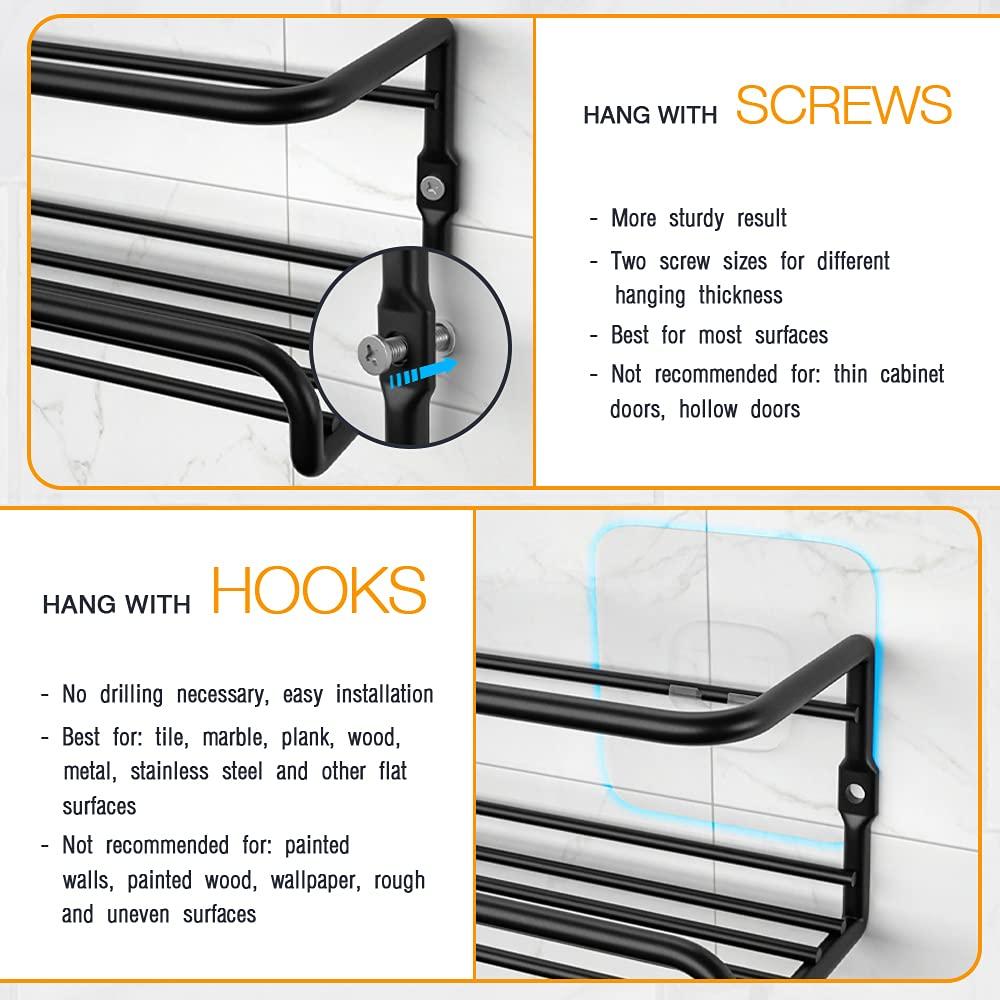 HANG WITH SCREWS
- More sturdy result
- Two screw sizes for different
hanging thickness
- Best for most surfaces
- Not recommended for: thin cabinet
doors, hollow doors
HANG WITH HOOKS
- No drilling necessary, easy installation
- Best for: tile, marble, plank, wood,
metal, stainless steel and other flat
surfaces
- Not recommended for: painted
walls, painted wood, wallpaper, rough
and uneven surfaces